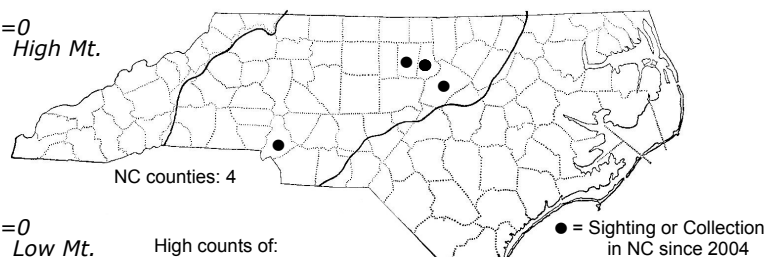 =0
High Mt.
NC counties: 4
=0
Low Mt.
High counts of:
● = Sighting or Collection
in NC since 2004